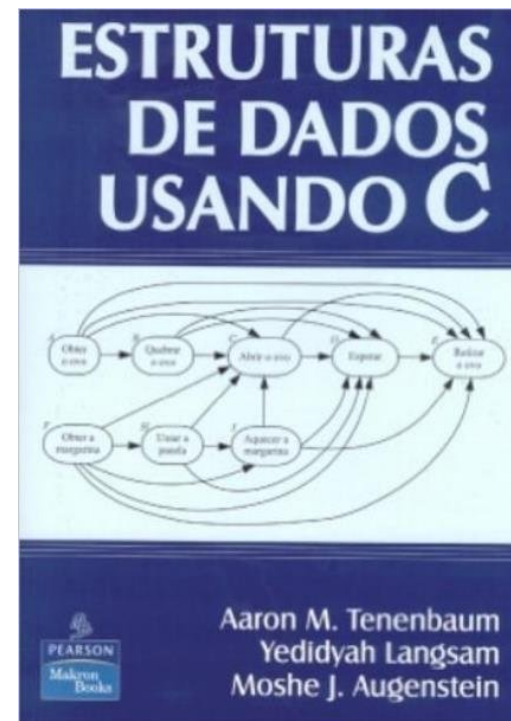 ESTRUTURAS
DE DADOS
USANDO C
A
Obter
o ovo
B
Quebrar
o ovo
C
Abrir o ovo
D
Esperar
E
Retirar
o ovo
F
Obter a
margarina
Untar a
panela
Aquecer a
margarina
Aaron M. Tenenbaum
Yedidyah Langsam
Moshe J. Augenstein
PEARSON
Makron
Books